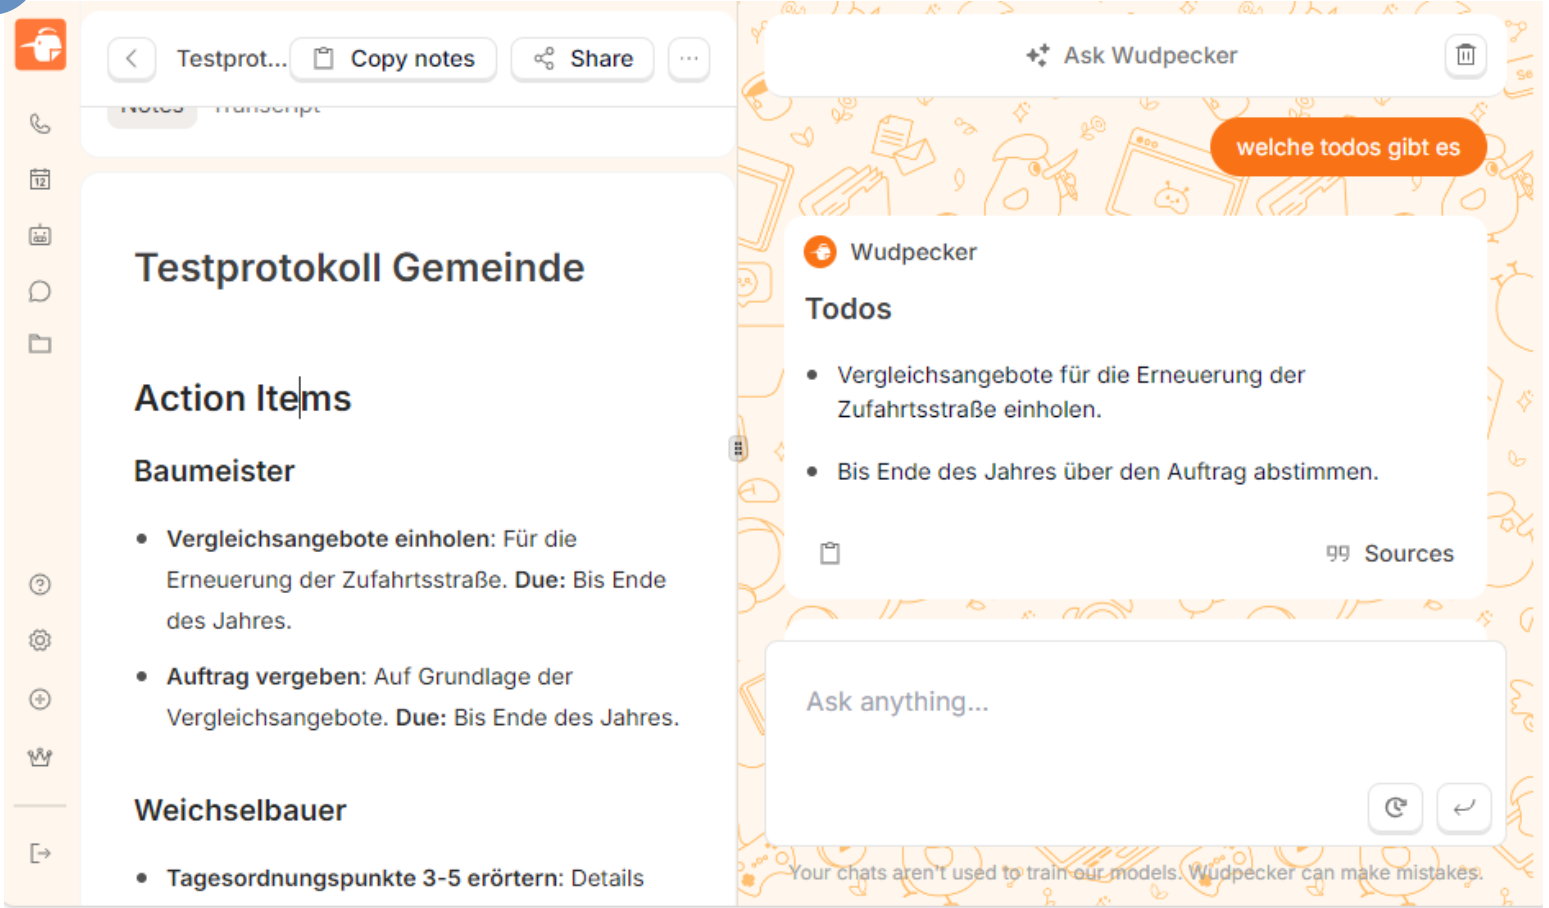 Testprot...
Copy notes
Share
Notes Transcript
12
Testprotokoll Gemeinde
Action Items
Baumeister
Vergleichsangebote einholen: Für die
Erneuerung der Zufahrtsstraße. Due: Bis Ende
des Jahres.
Auftrag vergeben: Auf Grundlage der
Vergleichsangebote. Due: Bis Ende des Jahres.
Weichselbauer
Tagesordnungspunkte 3-5 erörtern: Details
Ask Wudpecker
welche todos gibt es
Wudpecker
Todos
Vergleichsangebote für die Erneuerung der
Zufahrtsstraße einholen.
Bis Ende des Jahres über den Auftrag abstimmen.
Sources
Ask anything...
Your chats aren't used to train our models. Wudpecker can make mistakes.